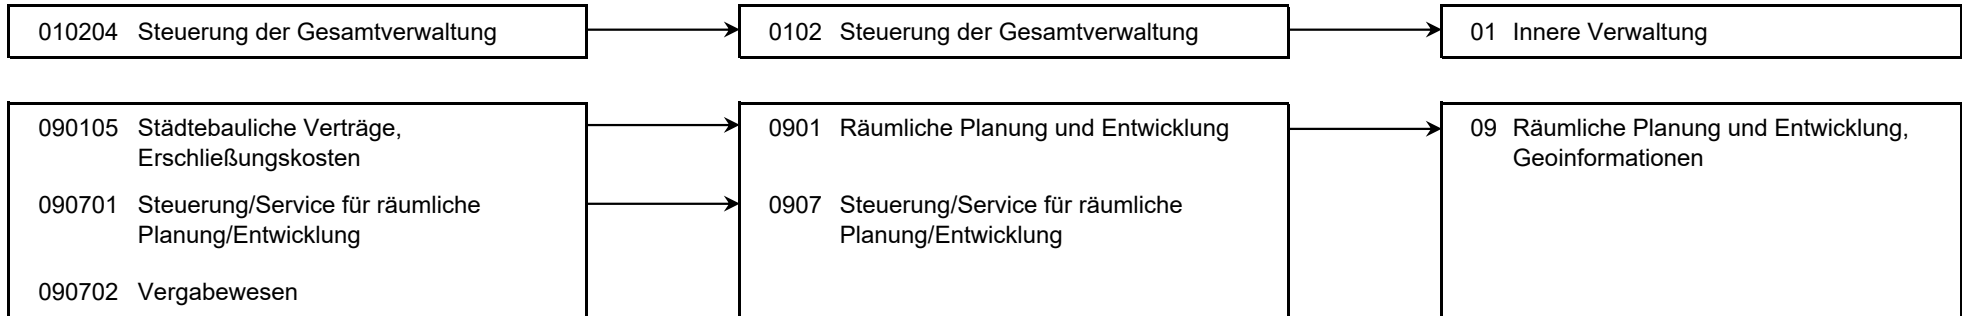 010204 Steuerung der Gesamtverwaltung
0102 Steuerung der Gesamtverwaltung
01 Innere Verwaltung
090105 Städtebauliche Verträge,
Erschließungskosten
090701 Steuerung/Service für räumliche
Planung/Entwicklung
090702 Vergabewesen
0901 Räumliche Planung und Entwicklung
0907 Steuerung/Service für räumliche
Planung/Entwicklung
09 Räumliche Planung und Entwicklung,
Geoinformationen